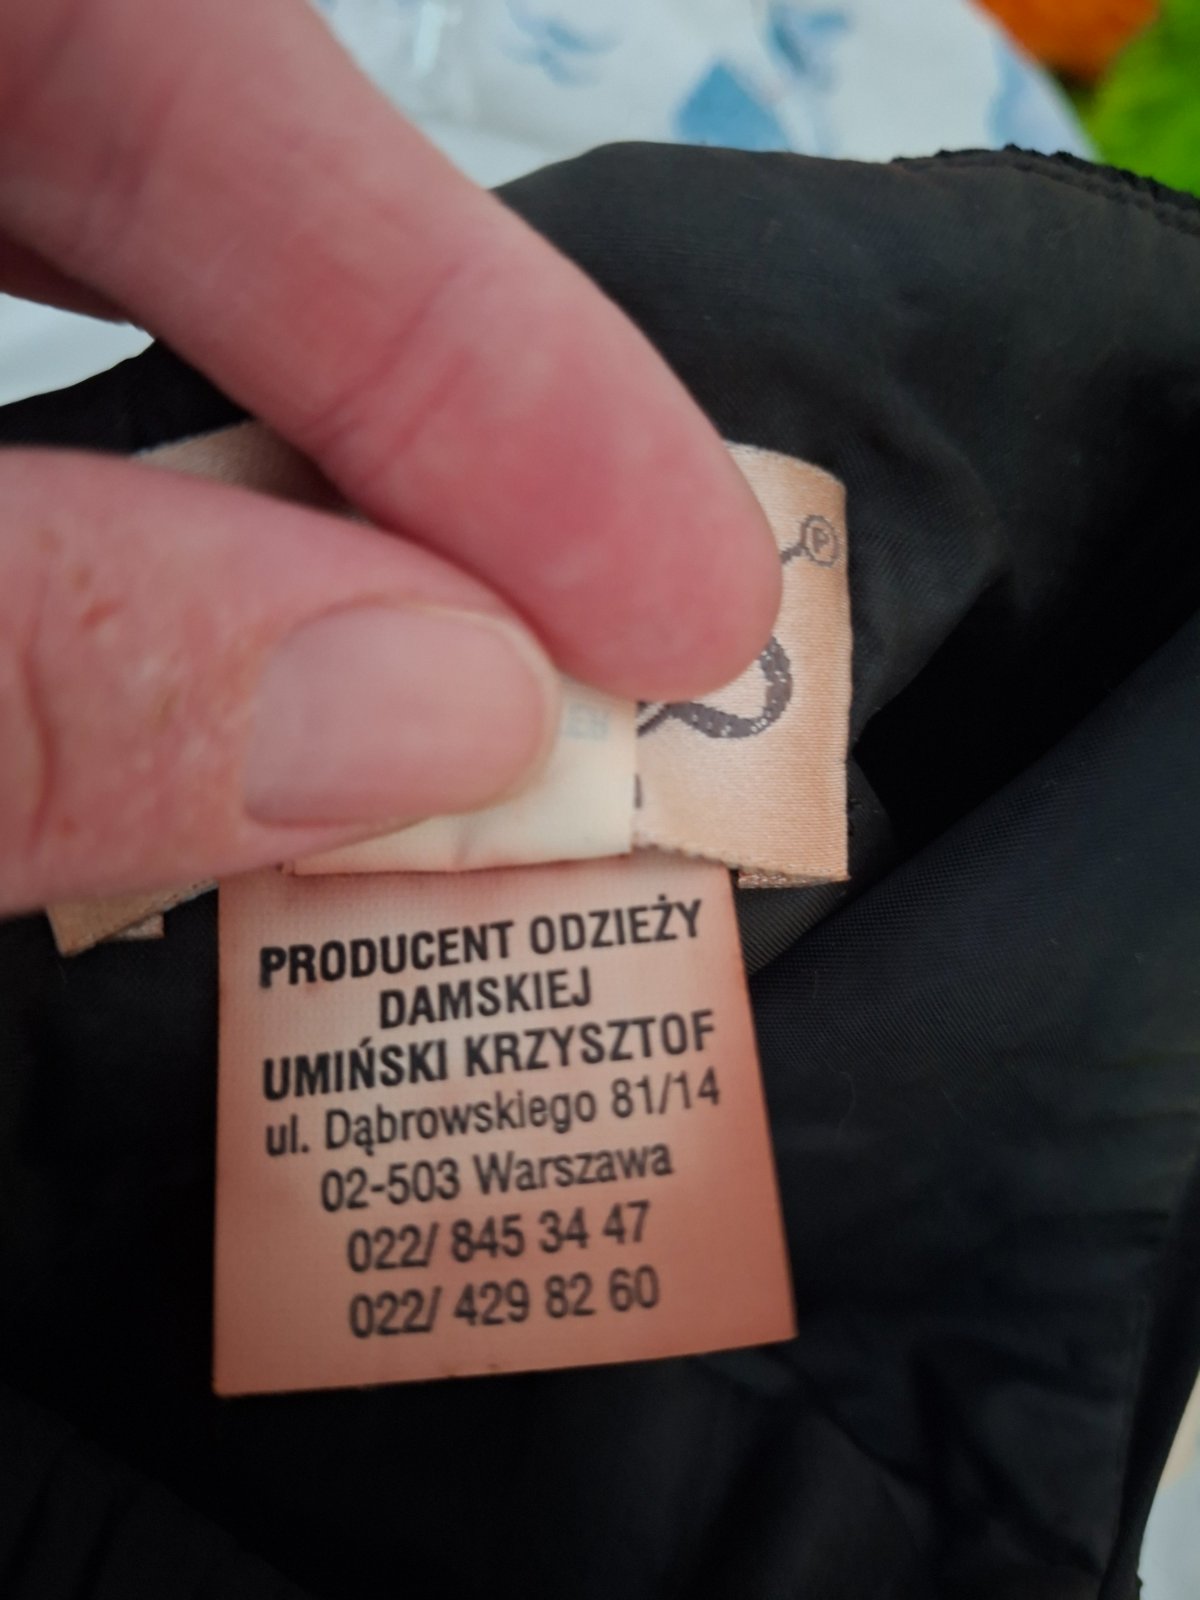 PRODUCENT ODZIEŻY
DAMSKIEJ
UMIŃSKI KRZYSZTOF
ul. Dąbrowskiego 81/14
02-503 Warszawa
022/ 845 34 47
022/ 429 82 60